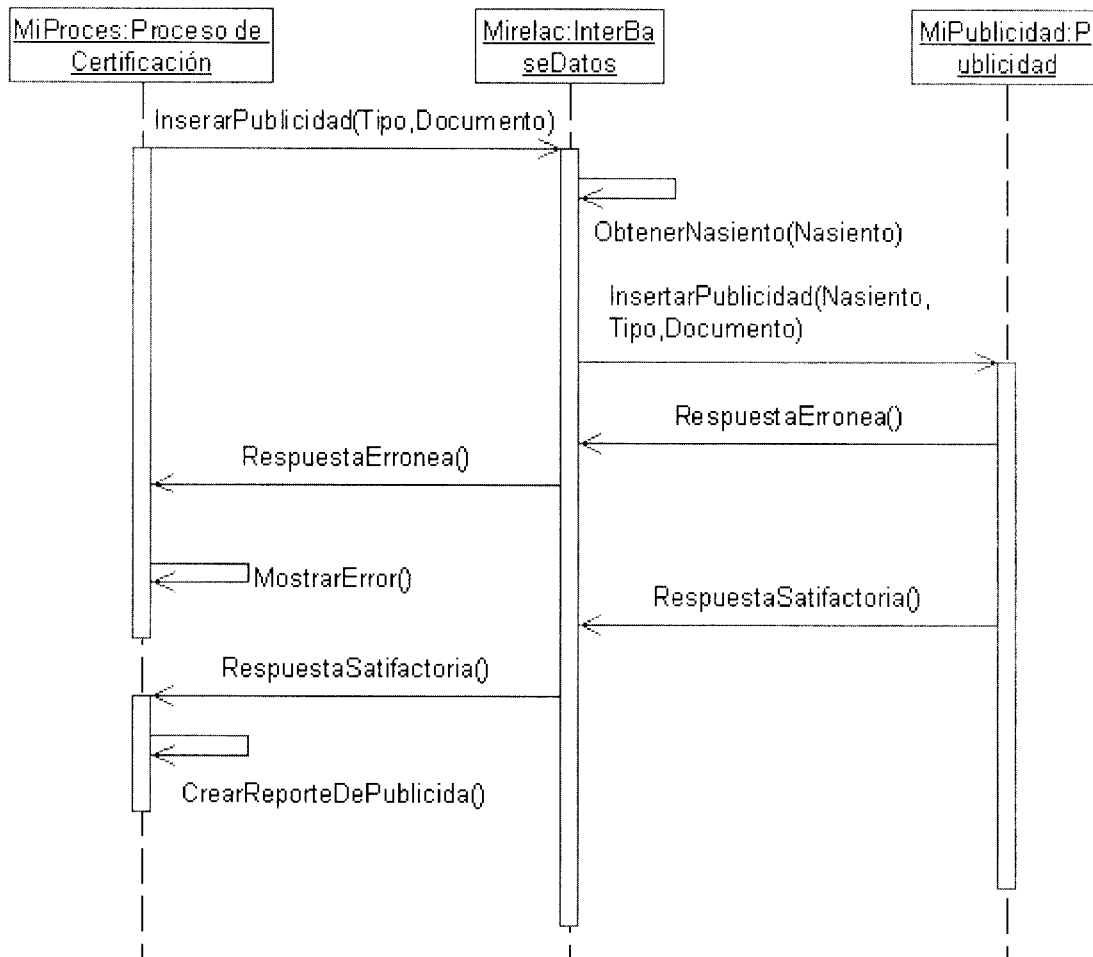 MiProces:Proceso de
Certificación
Mirelac:InterBa
seDatos
MiPublicidad:P
ublicidad
InserarPublicidad(Tipo,Documento)
ObtenerNasiento(Nasiento)
InsertarPublicidad(Nasiento,
Tipo,Documento)
RespuestaErronea()
RespuestaErronea()
MostrarError()
RespuestaSatifactoria()
RespuestaSatifactoria()
CrearReporteDePublicida()